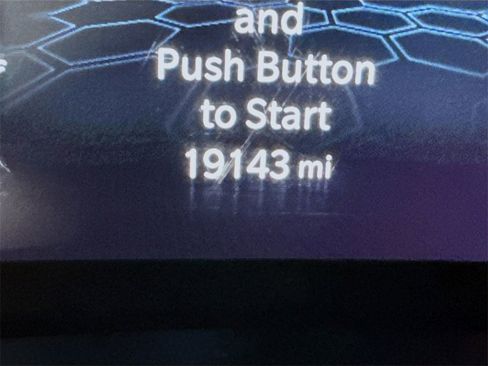 and
Push Button
to Start
19143 mi